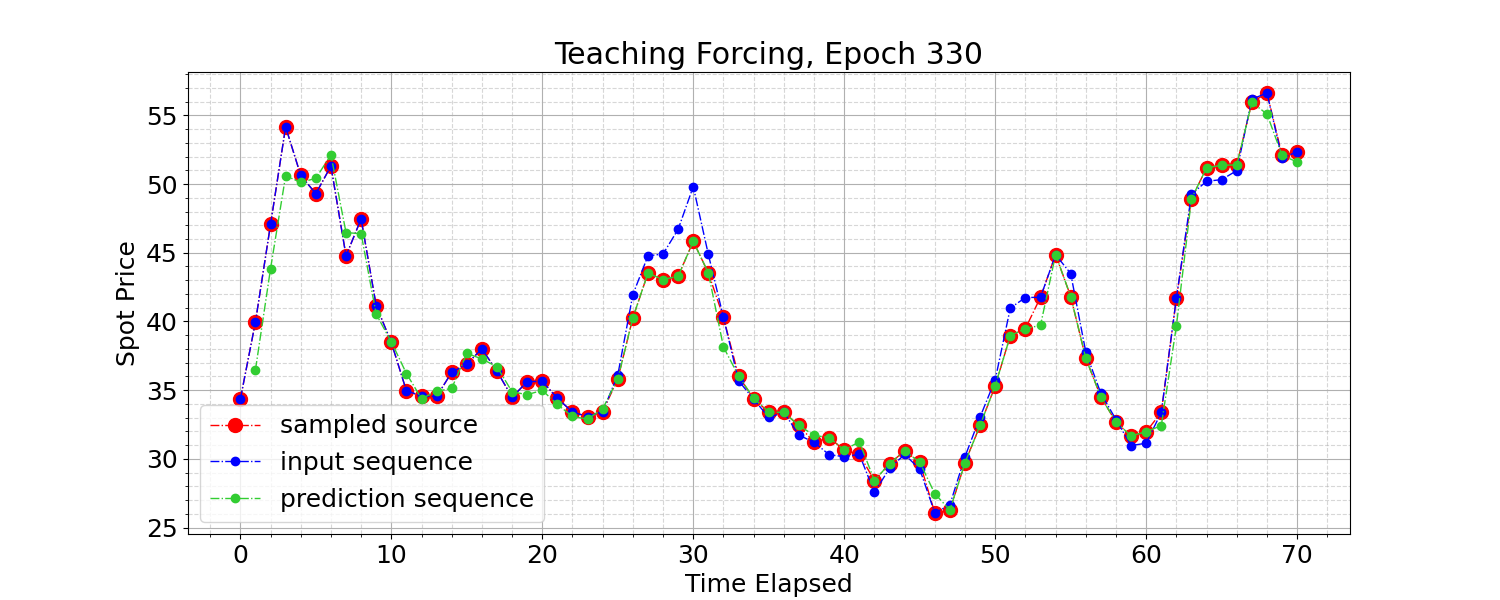 Teaching Forcing, Epoch 330
Spot Price
55
50
45
40
35
30
25
sampled source
input sequence
prediction sequence
0 10 20 30 40 50 60 70
Time Elapsed